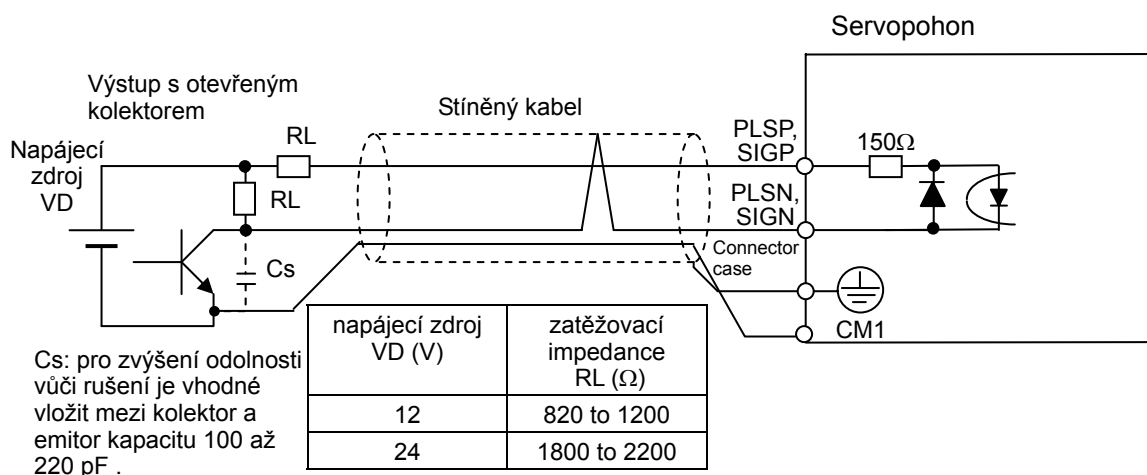 Servopohon
Výstup s otevřeným
kolektorem
Stíněný kabel
Napájecí
zdroj
VD
RL
RL
Cs
PLSP,
SIGP
150Ω
PLSN,
SIGN
Connector
case
CM1
Cs: pro zvýšení odolnosti
vůči rušení je vhodné
vložit mezi kolektor a
emitor kapacitu 100 až
220 pF .
napájecí zdroj
VD (V)
zatěžovací
impedance
RL (Ω)
12
820 to 1200
24
1800 to 2200